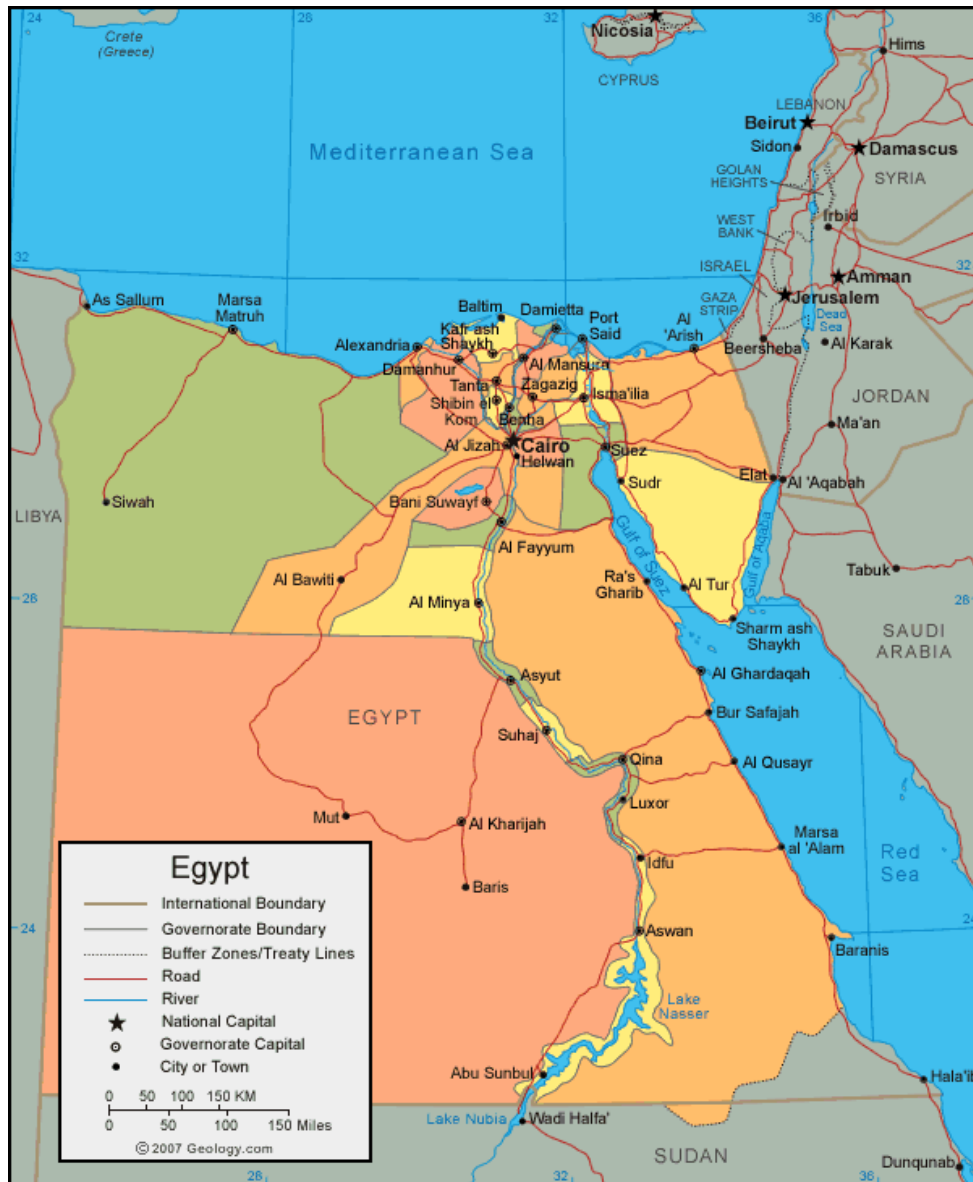 24
28
32
36
Crete
(Greece)
Nicosia
CYPRUS
Hims
LEBANON
Beirut
Sidon
Damascus
GOLAN
HEIGHTS
SYRIA
Mediterranean Sea
Irbid
WEST
BANK
32
32
ISRAEL
Amman
Jerusalem
GAZA
STRIP
Dead
Sea
Beersheba
Al Karak
As Sallum
Marsa
Matruh
Baltim
Damietta
Port
Said
Al
'Arish
Kafr ash
Shaykh
Alexandria
Damanhur
Al Mansura
Tanta
Zagazig
Isma'ilia
Shibin el
Kom
Benha
JORDAN
Ma'an
Al Jizah
Cairo
Helwan
Suez
Elat
Al 'Aqabah
Sudr
Siwah
LIBYA
Bani Suwayf
Al Fayyum
Gulf of Suez
Gulf of Aqaba
Tabuk
Al Bawiti
Ra's
Gharib
Al Tur
28
28
Al Minya
Sharm ash
Shaykh
SAUDI
ARABIA
Asyut
Al Ghardaqah
EGYPT
Bur Safajah
Suhaj
Qina
Al Qusayr
Luxor
Mut
Al Kharijah
Marsa
al 'Alam
Red
Sea
Idfu
Baris
24
24
Aswan
Baranis
Lake
Nasser
Abu Sunbul
Hala'ib
Lake Nubia
Wadi Halfa'
SUDAN
Dunqunab
28
32
36
Egypt
International Boundary
Governorate Boundary
Buffer Zones/Treaty Lines
Road
River
National Capital
Governorate Capital
City or Town
0 50 100 150 KM
0 50 100 150 Miles
© 2007 Geology.com